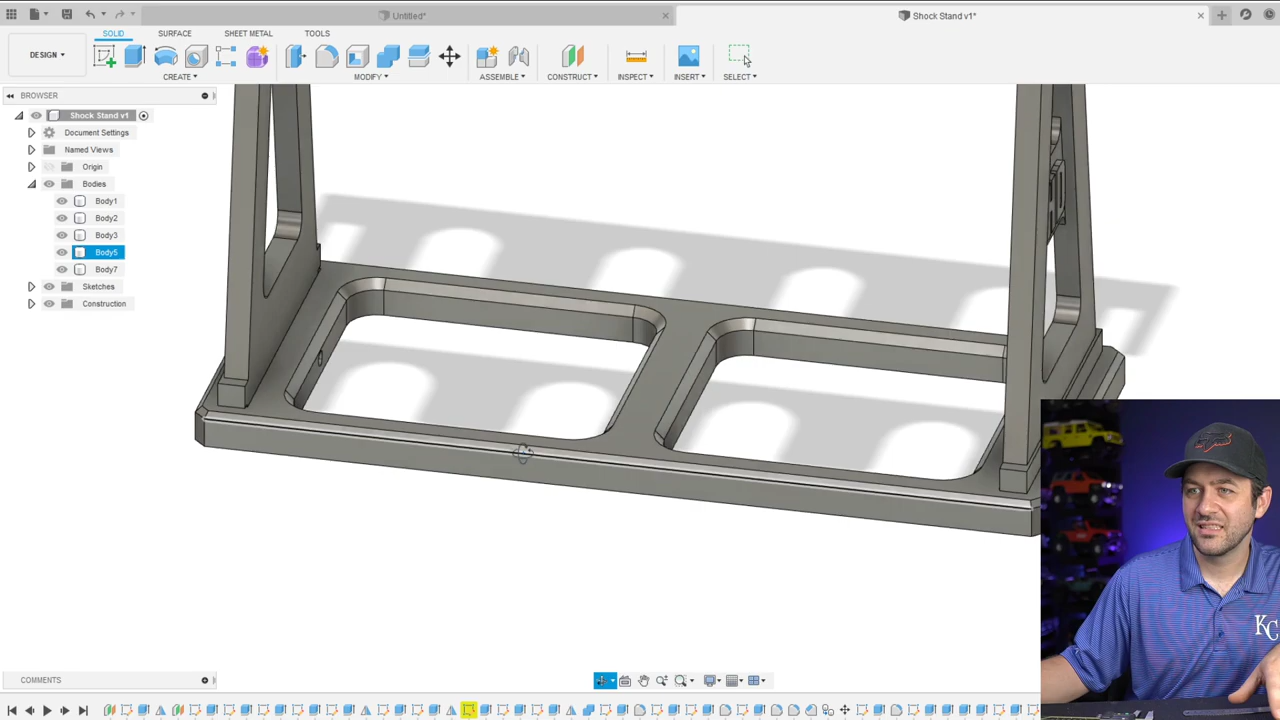 Untitled*
Shock Stand v1*
SOLID SURFACE SHEET METAL TOOLS
DESIGN
CREATE MODIFY ASSEMBLE CONSTRUCT INSPECT INSERT SELECT
BROWSER
Shock Stand v1
Document Settings
Named Views
Origin
Bodies
Body1
Body2
Body3
Body5
Body7
Sketches
Construction
KC
COMMENTS